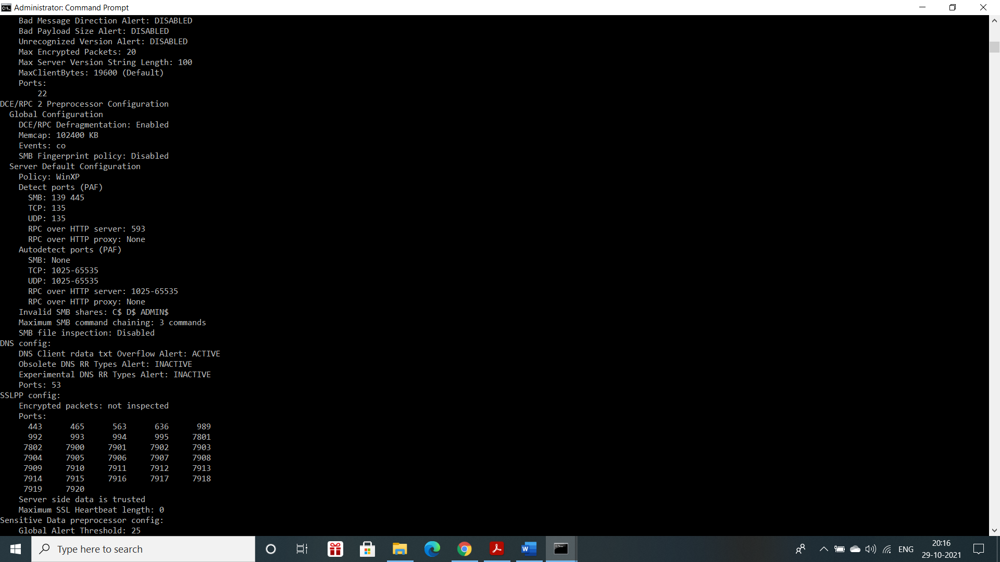 Administrator: Command Prompt
    Bad Message Direction Alert: DISABLED
    Bad Payload Size Alert: DISABLED
    Unrecognized Version Alert: DISABLED
    Max Encrypted Packets: 20
    Max Server Version String Length: 100
    MaxClientBytes: 19600 (Default)
    Ports:
        22
DCE/RPC 2 Preprocessor Configuration
  Global Configuration
    DCE/RPC Defragmentation: Enabled
    Memcap: 102400 KB
    Events: co
    SMB Fingerprint policy: Disabled
  Server Default Configuration
    Policy: WinXP
    Detect ports (PAF)
      SMB: 139 445
      TCP: 135
      UDP: 135
      RPC over HTTP server: 593
      RPC over HTTP proxy: None
    Autodetect ports (PAF)
      SMB: None
      TCP: 1025-65535
      UDP: 1025-65535
      RPC over HTTP server: 1025-65535
      RPC over HTTP proxy: None
    Invalid SMB shares: C$ D$ ADMIN$
    Maximum SMB command chaining: 3 commands
    SMB file inspection: Disabled
DNS config:
    DNS Client rdata txt Overflow Alert: ACTIVE
    Obsolete DNS RR Types Alert: INACTIVE
    Experimental DNS RR Types Alert: INACTIVE
    Ports: 53
SSLPP config:
    Encrypted packets: not inspected
    Ports:
      443      465      563      636      989
      992      993      994      995     7801
     7802     7900     7901     7902     7903
     7904     7905     7906     7907     7908
     7909     7910     7911     7912     7913
     7914     7915     7916     7917     7918
     7919     7920
    Server side data is trusted
    Maximum SSL Heartbeat length: 0
Sensitive Data preprocessor config:
    Global Alert Threshold: 25
Type here to search
ENG
20:16
29-10-2021